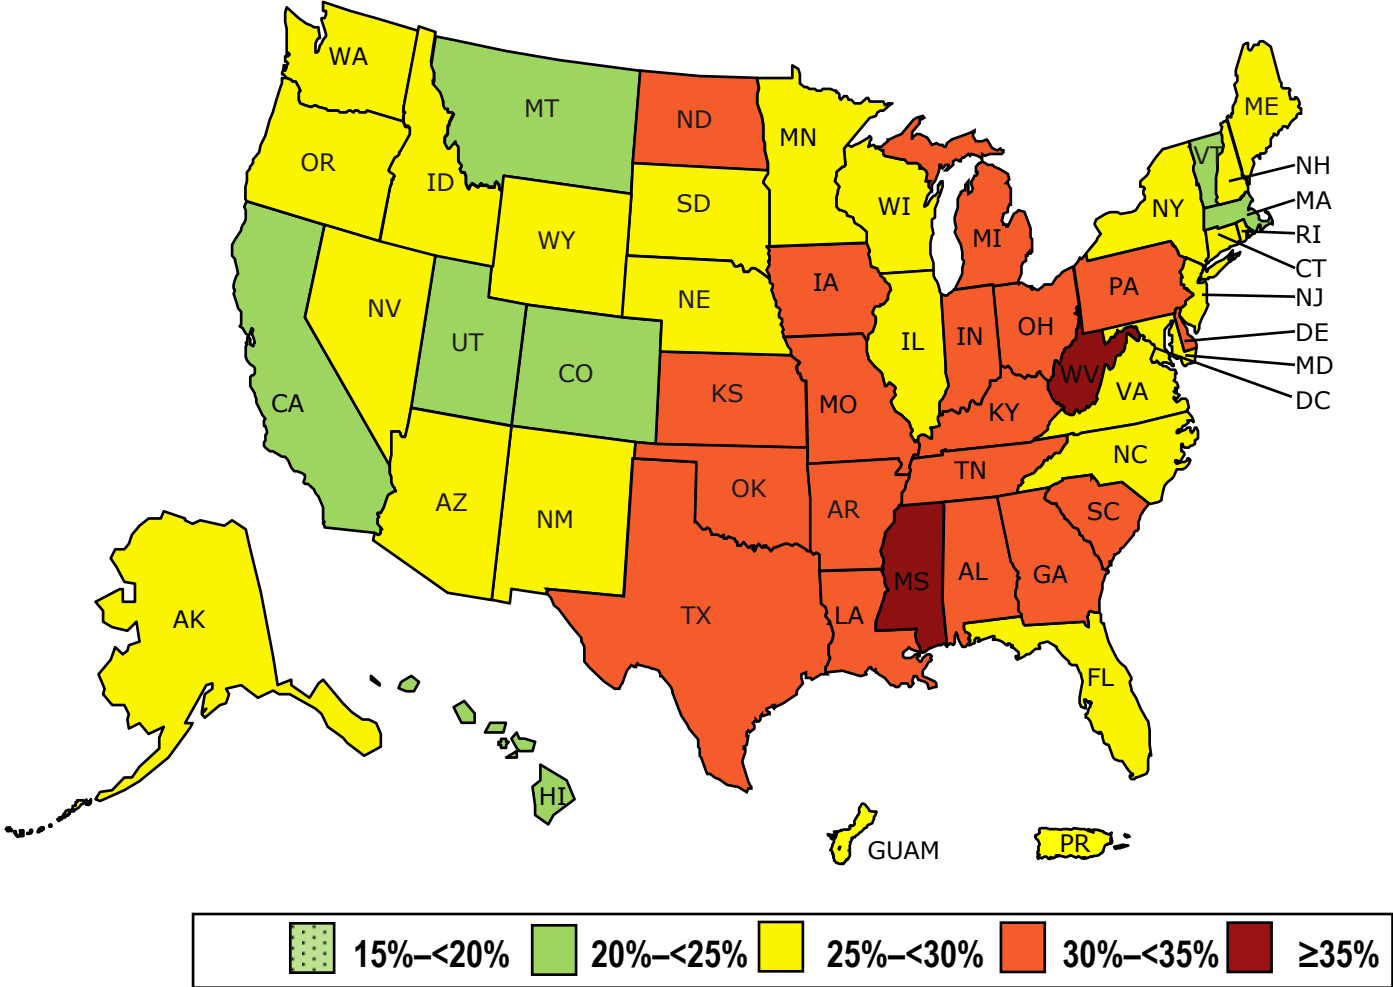 WA
MT
ND
MN
ME
OR
ID
SD
WI
VT
NH
MA
NY
RI
WY
MI
CT
NE
IA
PA
NJ
NV
UT
IL
IN
OH
DE
CO
MD
CA
KS
MO
WV
VA
DC
KY
NC
TN
AZ
NM
OK
AR
SC
MS
AL
GA
AK
TX
LA
FL
HI
GUAM
PR
15%–<20% 20%–<25% 25%–<30% 30%–<35% ≥35%